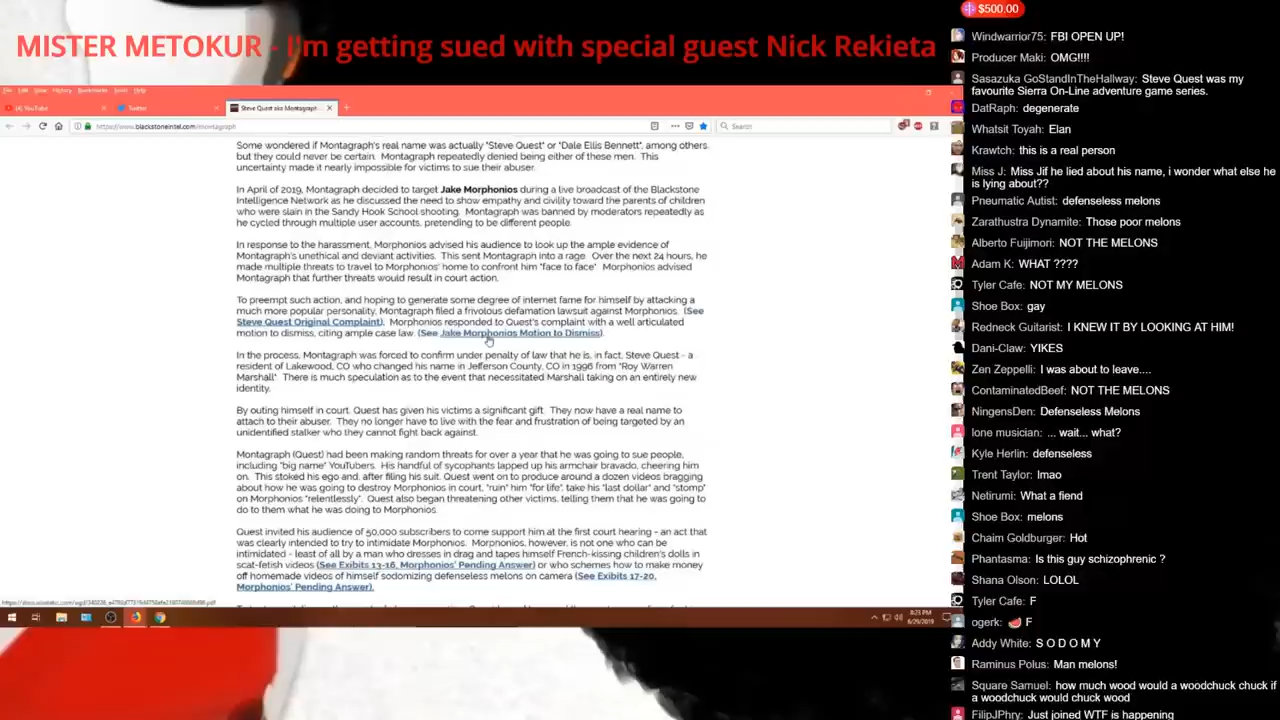 $500.00
MISTER METOKUR - I'm getting sued with special guest Nick Rekieta
File Edit View History Bookmarks Tools Help
(4) YouTube
Twitter
Steve Quest aka Montagraph
https://www.blackstoneintel.com/montagraph
Search
Some wondered if Montagraph's real name was actually "Steve Quest" or "Dale Ellis Bennett", among others,
but they could never be certain. Montagraph repeatedly denied being either of these men. This
uncertainty made it nearly impossible for victims to sue their abuser.
In April of 2019, Montagraph decided to target Jake Morphonios during a live broadcast of the Blackstone
Intelligence Network as he discussed the need to show empathy and civility toward the parents of children
who were slain in the Sandy Hook School shooting. Montagraph was banned by moderators repeatedly as
he cycled through multiple user accounts, pretending to be different people.
In response to the harassment, Morphonios advised his audience to look up the ample evidence of
Montagraph's unethical and deviant activities. This sent Montagraph into a rage. Over the next 24 hours, he
made multiple threats to travel to Morphonios' home to confront him "face to face". Morphonios advised
Montagraph that further threats would result in court action.
To preempt such action, and hoping to generate some degree of internet fame for himself by attacking a
much more popular personality, Montagraph filed a frivolous defamation lawsuit against Morphonios. (See
Steve Quest Original Complaint). Morphonios responded to Quest's complaint with a well articulated
motion to dismiss, citing ample case law. (See Jake Morphonios Motion to Dismiss).
In the process, Montagraph was forced to confirm under penalty of law that he is, in fact, Steve Quest - a
resident of Lakewood, CO who changed his name in Jefferson County, CO in 1996 from "Roy Warren
Marshall". There is much speculation as to the event that necessitated Marshall taking on an entirely new
identity.
By outing himself in court, Quest has given his victims a significant gift. They now have a real name to
attach to their abuser. They no longer have to live with the fear and frustration of being targeted by an
unidentified stalker who they cannot fight back against.
Montagraph (Quest) had been making random threats for over a year that he was going to sue people,
including "big name" YouTubers. His handful of sycophants lapped up his armchair bravado, cheering him
on. This stoked his ego and, after filing his suit, Quest went on to produce around a dozen videos bragging
about how he was going to destroy Morphonios in court, "ruin" him "for life", take his "last dollar" and "stomp"
on Morphonios "relentlessly". Quest also began threatening other victims, telling them that he was going to
do to them what he was doing to Morphonios.
Quest invited his audience of 50,000 subscribers to come support him at the first court hearing - an act that
was clearly intended to try to intimidate Morphonios. Morphonios, however, is not one who can be
intimidated - least of all by a man who dresses in drag and tapes himself French-kissing children's dolls in
scat-fetish videos (See Exibits 13-16, Morphonios' Pending Answer) or who schemes how to make money
off homemade videos of himself sodomizing defenseless melons on camera (See Exibits 17-20,
Morphonios' Pending Answer).
8:23 PM
6/29/2019
Windwarrior75: FBI OPEN UP!
Producer Maki: OMG!!!!
Sasazuka GoStandInTheHallway: Steve Quest was my
favourite Sierra On-Line adventure game series.
DatRaph: degenerate
Whatsit Toyah: Elan
Krawtch: this is a real person
Miss J: Miss Jif he lied about his name, i wonder what else he
is lying about??
Pneumatic Autist: defenseless melons
Zarathustra Dynamite: Those poor melons
Alberto Fuijimori: NOT THE MELONS
Adam K: WHAT ????
Tyler Cafe: NOT MY MELONS
Shoe Box: gay
Redneck Guitarist: I KNEW IT BY LOOKING AT HIM!
Dani-Claw: YIKES
Zen Zeppelli: I was about to leave....
ContaminatedBeef: NOT THE MELONS
NingensDen: Defenseless Melons
lone musician: ... wait... what?
Kyle Herlin: defenseless
Trent Taylor: lmao
Netirumi: What a fiend
Shoe Box: melons
Chaim Goldburger: Hot
Phantasma: Is this guy schizophrenic ?
Shana Olson: LOLOL
Tyler Cafe: F
ogerk: 🍉 F
Addy White: S O D O M Y
Raminus Polus: Man melons!
Square Samuel: how much wood would a woodchuck chuck if
a woodchuck would chuck wood
FilipJPhry: Just joined WTF is happening